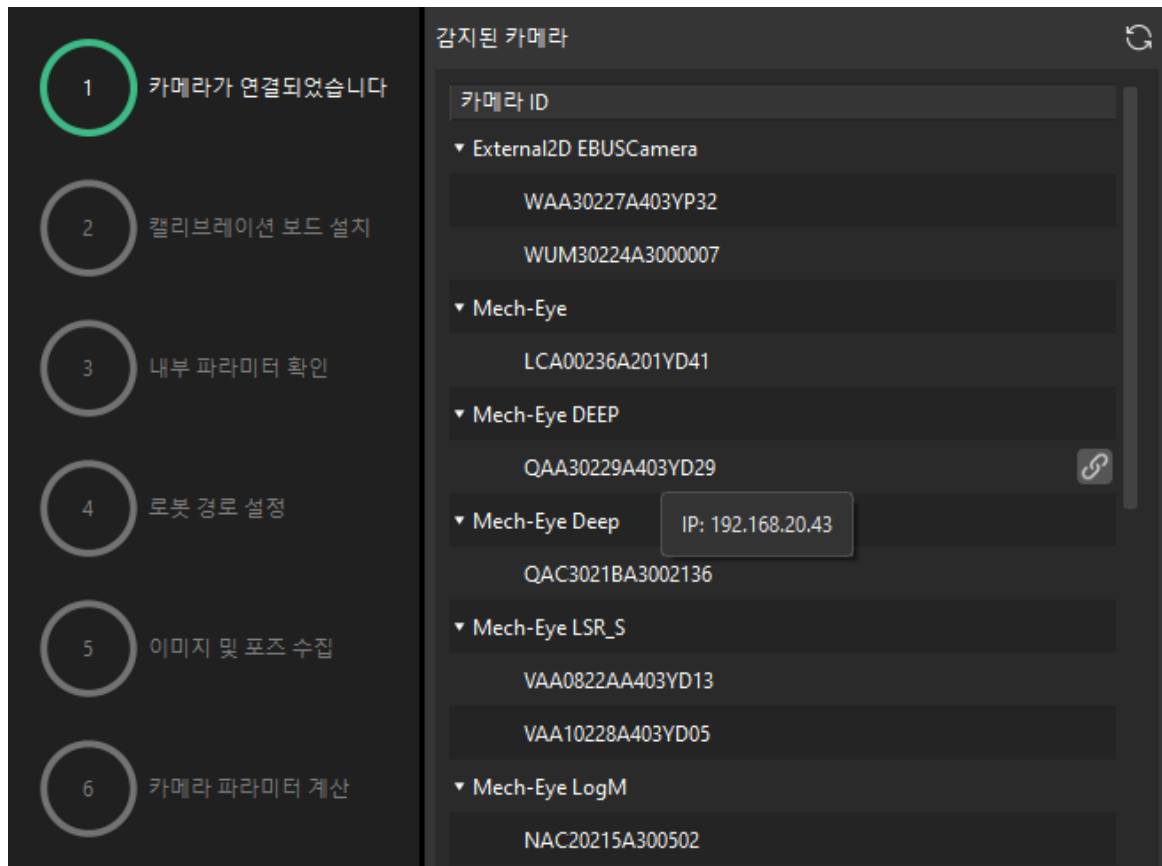 1
카메라가 연결되었습니다
2
캘리브레이션 보드 설치
3
내부 파라미터 확인
4
로봇 경로 설정
5
이미지 및 포즈 수집
6
카메라 파라미터 계산
감지된 카메라
카메라 ID
External2D EBUSCamera
WAA30227A403YP32
WUM30224A3000007
Mech-Eye
LCA00236A201YD41
Mech-Eye DEEP
QAA30229A403YD29
Mech-Eye Deep
IP: 192.168.20.43
QAC3021BA3002136
Mech-Eye LSR_S
VAA0822AA403YD13
VAA10228A403YD05
Mech-Eye LogM
NAC20215A300502